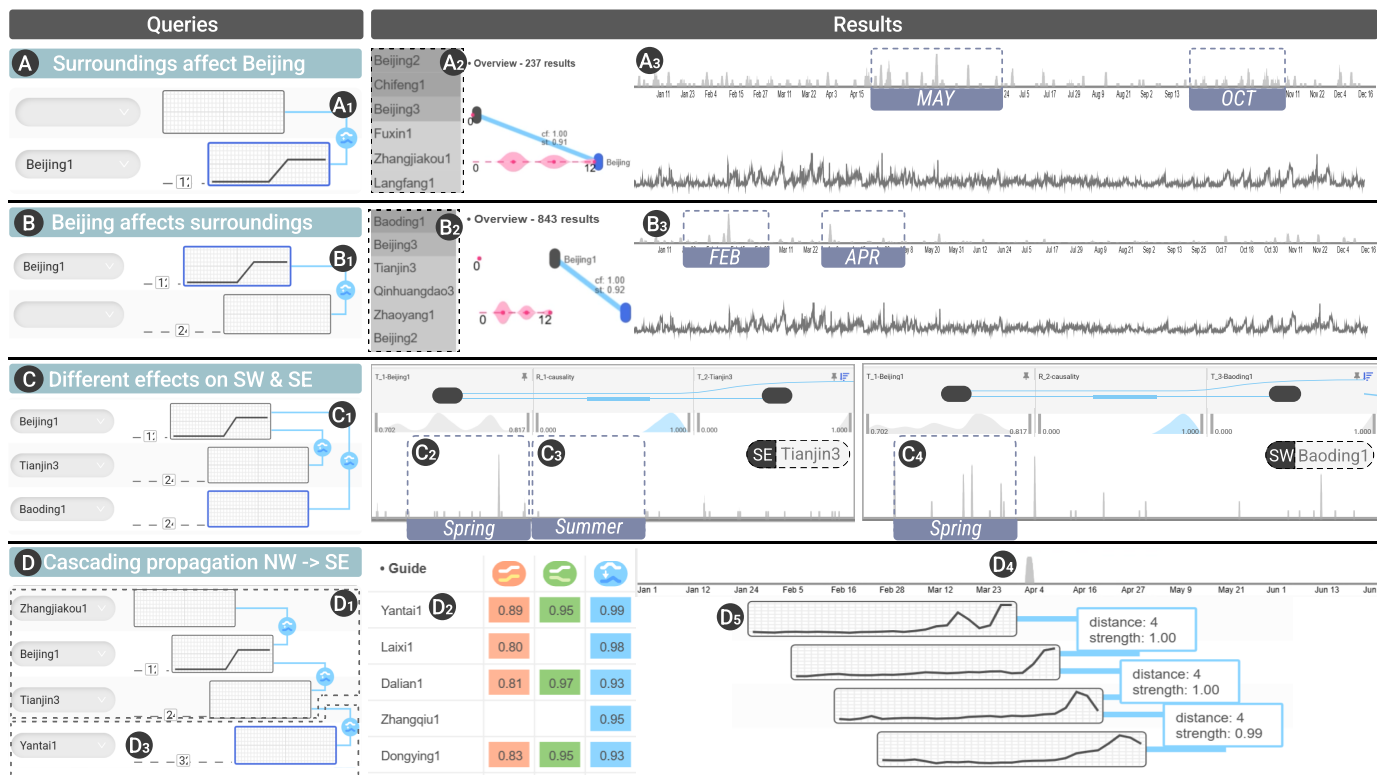 Queries
Results
A Surroundings affect Beijing
A1
Beijing1
A2
Beijing2
Chifeng1
Beijing3
Fuxin1
Zhangjiakou1
Langfang1
• Overview - 237 results
0
cf: 1.00
st: 0.91
Beijing
0 12
A3
Jan 11 Jan 23 Feb 4 Feb 15 Feb 27 Mar 11 Mar 22 Apr 3 Apr 15 24 Jul 5 Jul 17 Jul 29 Aug 9 Aug 21 Sep 2 Sep 13 Nov 11 Nov 22 Dec 4 Dec 16
MAY
OCT
B Beijing affects surroundings
B1
Beijing1
B2
Baoding1
Beijing3
Tianjin3
Qinhuangdao3
Zhaoyang1
Beijing2
• Overview - 843 results
0
Beijing1
cf: 1.00
st: 0.92
0 12
B3
Jan 11 Mar 11 Mar 22 May 20 May 31 Jun 12 Jun 24 Jul 5 Jul 17 Jul 29 Aug 9 Aug 21 Sep 2 Sep 13 Sep 25 Oct 7 Oct 18 Oct 30 Nov 11 Nov 22 Dec 4 Dec 16
FEB
APR
C Different effects on SW & SE
C1
Beijing1
Tianjin3
Baoding1
T_1-Beijing1 R_1-causality T_2-Tianjin3
0.702 0.817 0.000 1.000 0.000 1.000
C2
C3
SE Tianjin3
Spring
Summer
T_1-Beijing1 R_2-causality T_3-Baoding1
0.702 0.817 0.000 1.000 0.000 1.000
C4
SW Baoding1
Spring
D Cascading propagation NW -> SE
D1
Zhangjiakou1
Beijing1
Tianjin3
Yantai1
D3
• Guide
Yantai1 D2 0.89 0.95 0.99
Laixi1 0.80 0.98
Dalian1 0.81 0.97 0.93
Zhangqiu1 0.95
Dongying1 0.83 0.95 0.93
D4
Jan 1 Jan 12 Jan 24 Feb 5 Feb 16 Feb 28 Mar 12 Mar 23 Apr 4 Apr 16 Apr 27 May 9 May 21 Jun 1 Jun 13 Jun
D5
distance: 4
strength: 1.00
distance: 4
strength: 1.00
distance: 4
strength: 0.99